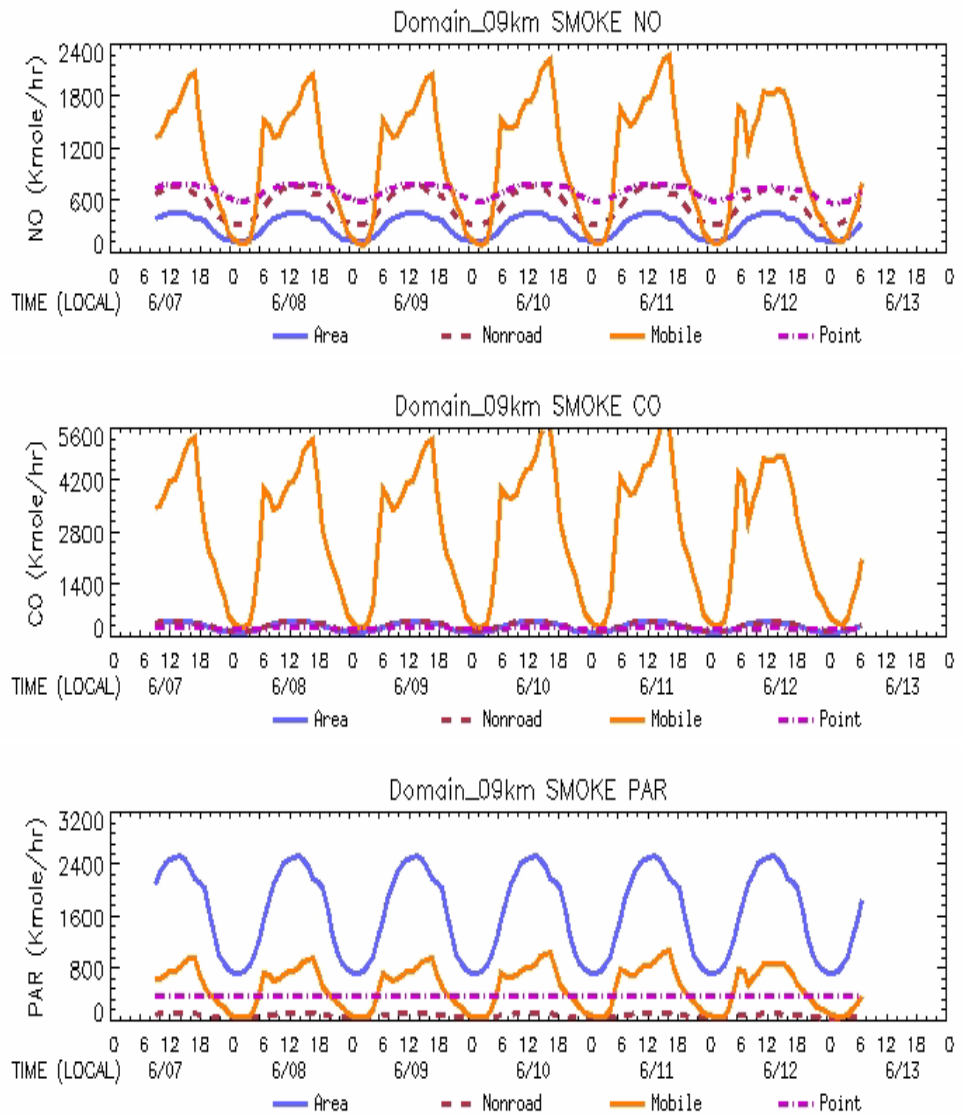 Domain_09km SMOKE NO
2400
1800
1200
600
0
NO (Kmole/hr)
0 6 12 18 0 6 12 18 0 6 12 18 0 6 12 18 0 6 12 18 0 6 12 18 0 6 12 18 0
TIME (LOCAL) 6/07 6/08 6/09 6/10 6/11 6/12 6/13
Area Nonroad Mobile Point
Domain_09km SMOKE CO
5600
4200
2800
1400
0
CO (Kmole/hr)
0 6 12 18 0 6 12 18 0 6 12 18 0 6 12 18 0 6 12 18 0 6 12 18 0 6 12 18 0
TIME (LOCAL) 6/07 6/08 6/09 6/10 6/11 6/12 6/13
Area Nonroad Mobile Point
Domain_09km SMOKE PAR
3200
2400
1600
800
0
PAR (Kmole/hr)
0 6 12 18 0 6 12 18 0 6 12 18 0 6 12 18 0 6 12 18 0 6 12 18 0 6 12 18 0
TIME (LOCAL) 6/07 6/08 6/09 6/10 6/11 6/12 6/13
Area Nonroad Mobile Point